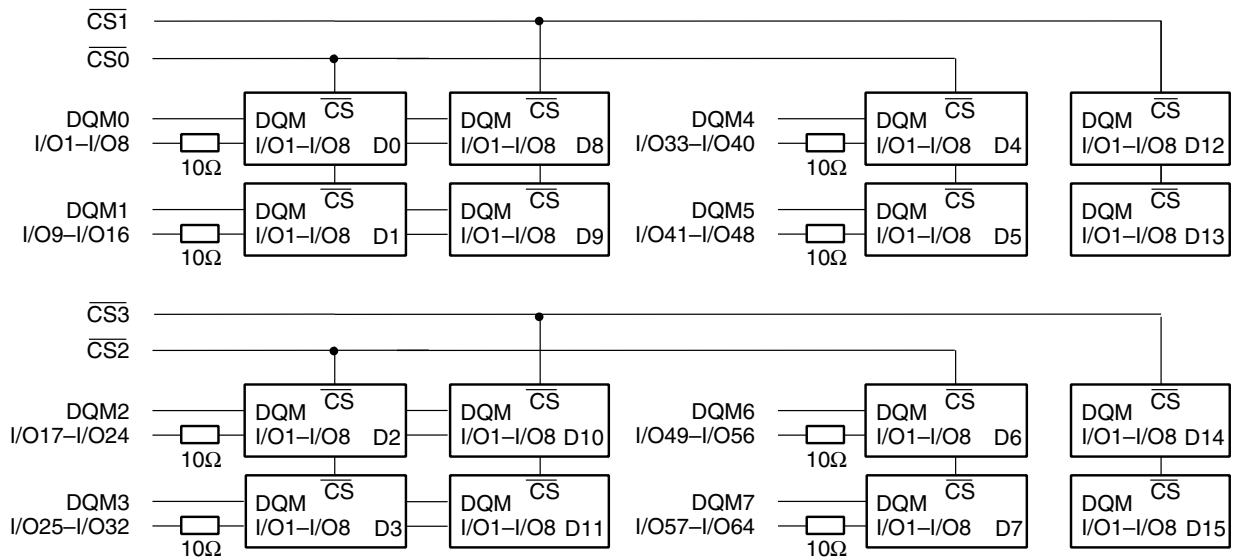 CS1
CS0
DQM0 DQM CS DQM CS DQM4 DQM CS DQM CS
I/O1–I/O8 I/O1–I/O8 D0 I/O1–I/O8 D8 I/O33–I/O40 I/O1–I/O8 D4 I/O1–I/O8 D12
10Ω 10Ω
DQM1 DQM CS DQM CS DQM5 DQM CS DQM CS
I/O9–I/O16 I/O1–I/O8 D1 I/O1–I/O8 D9 I/O41–I/O48 I/O1–I/O8 D5 I/O1–I/O8 D13
10Ω 10Ω
CS3
CS2
DQM2 DQM CS DQM CS DQM6 DQM CS DQM CS
I/O17–I/O24 I/O1–I/O8 D2 I/O1–I/O8 D10 I/O49–I/O56 I/O1–I/O8 D6 I/O1–I/O8 D14
10Ω 10Ω
DQM3 DQM CS DQM CS DQM7 DQM CS DQM CS
I/O25–I/O32 I/O1–I/O8 D3 I/O1–I/O8 D11 I/O57–I/O64 I/O1–I/O8 D7 I/O1–I/O8 D15
10Ω 10Ω